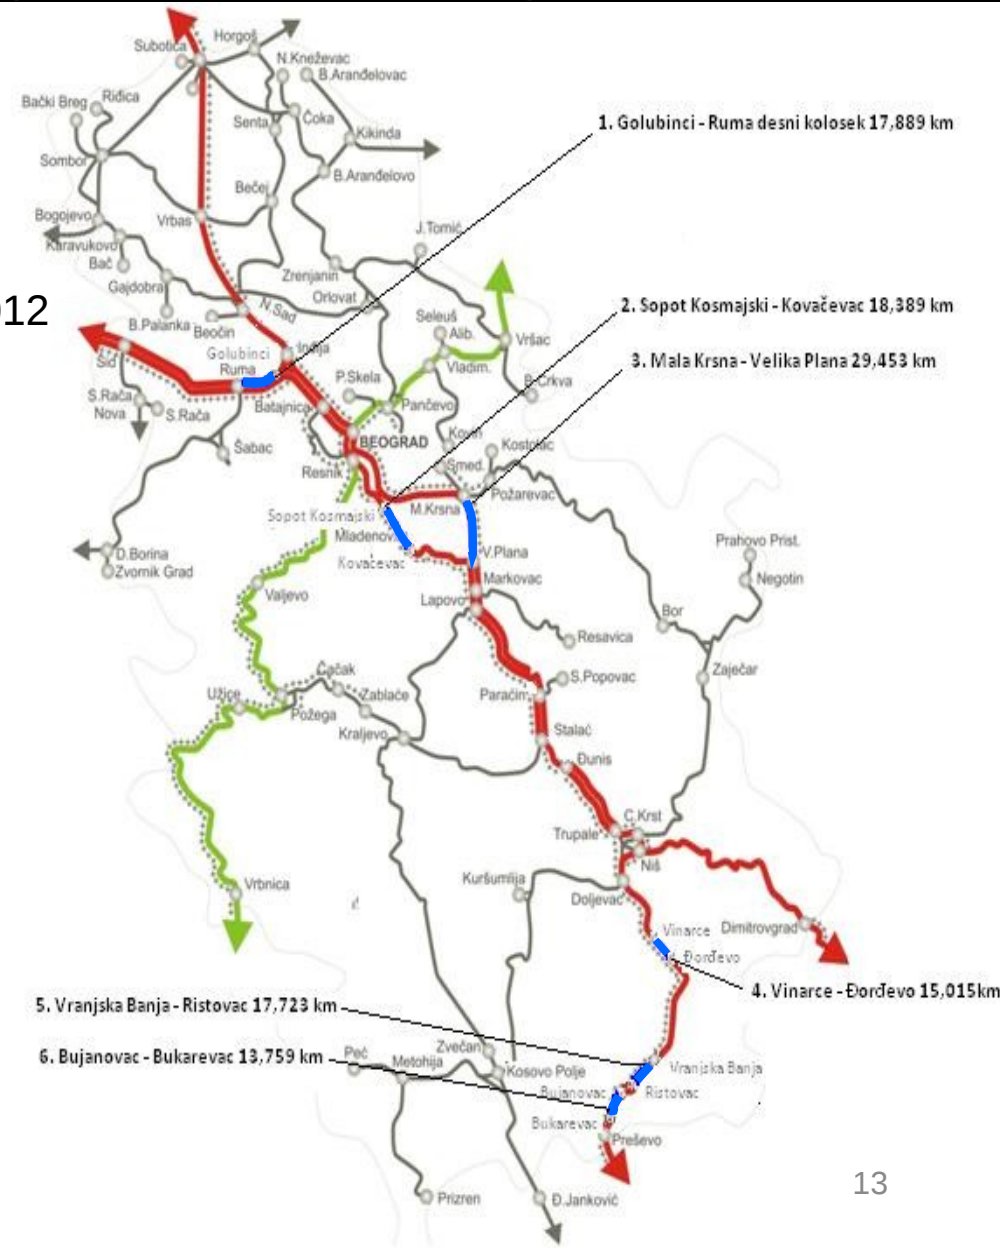 Subotica
Horgoš
N.Kneževac
B.Aranđelovac
Bački Breg
Riđica
Senta
Čoka
Kikinda
1. Golubinci - Ruma desni kolosek 17,889 km
Sombor
B.Aranđelovo
Bečej
Bogojevo
Vrbas
J.Tomić
Karavukovo
Bač
Gajdobra
Zrenjanin
Orlovat
012
N.Sad
B.Palanka
Beočin
Seleuš
Alib.
Vršac
2. Sopot Kosmajski - Kovačevac 18,389 km
Šid
Golubinci
Inđija
Ruma
Vladim.
3. Mala Krsna - Velika Plana 29,453 km
P.Skela
B.Crkva
S.Rača
Nova
S.Rača
Batajnica
Pančevo
Šabac
BEOGRAD
Kovin
Kostolac
Resnik
Smed.
Požarevac
M.Krsna
Sopot Kosmajski
Mladenovac
Kovačevac
V.Plana
Prahovo Prist.
D.Borina
Zvornik Grad
Markovac
Negotin
Valjevo
Lapovo
Bor
Resavica
Čačak
S.Popovac
Zaječar
Užice
Zablaće
Paraćin
Požega
Kraljevo
Stalać
Đunis
C.Krst
Trupale
Niš
Kuršumlija
Vrbnica
Doljevac
Vinarce
Dimitrovgrad
Đorđevo
4. Vinarce - Đorđevo 15,015km
5. Vranjska Banja - Ristovac 17,723 km
6. Bujanovac - Bukarevac 13,759 km
Peć
Metohija
Zvečan
Kosovo Polje
Vranjska Banja
Bujanovac
Ristovac
Bukarevac
Preševo
13
Prizren
Đ.Janković